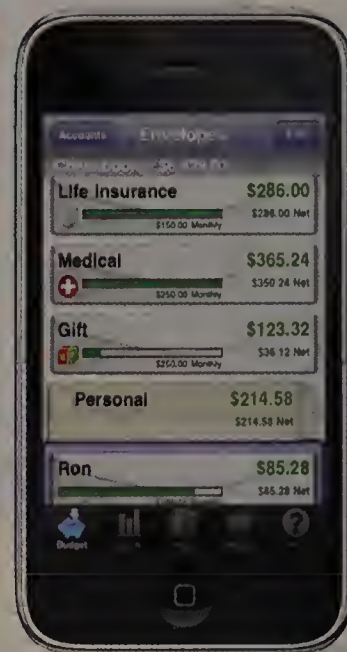 Accounts Envelopes
Life Insurance $286.00
$286.00 Net
$150.00 Monthly
Medical $365.24
$350.24 Net
$250.00 Monthly
Gift $123.32
$36.12 Net
$250.00 Monthly
Personal $214.58
$214.58 Net
Ron $85.28
$85.28 Net
Budget
?